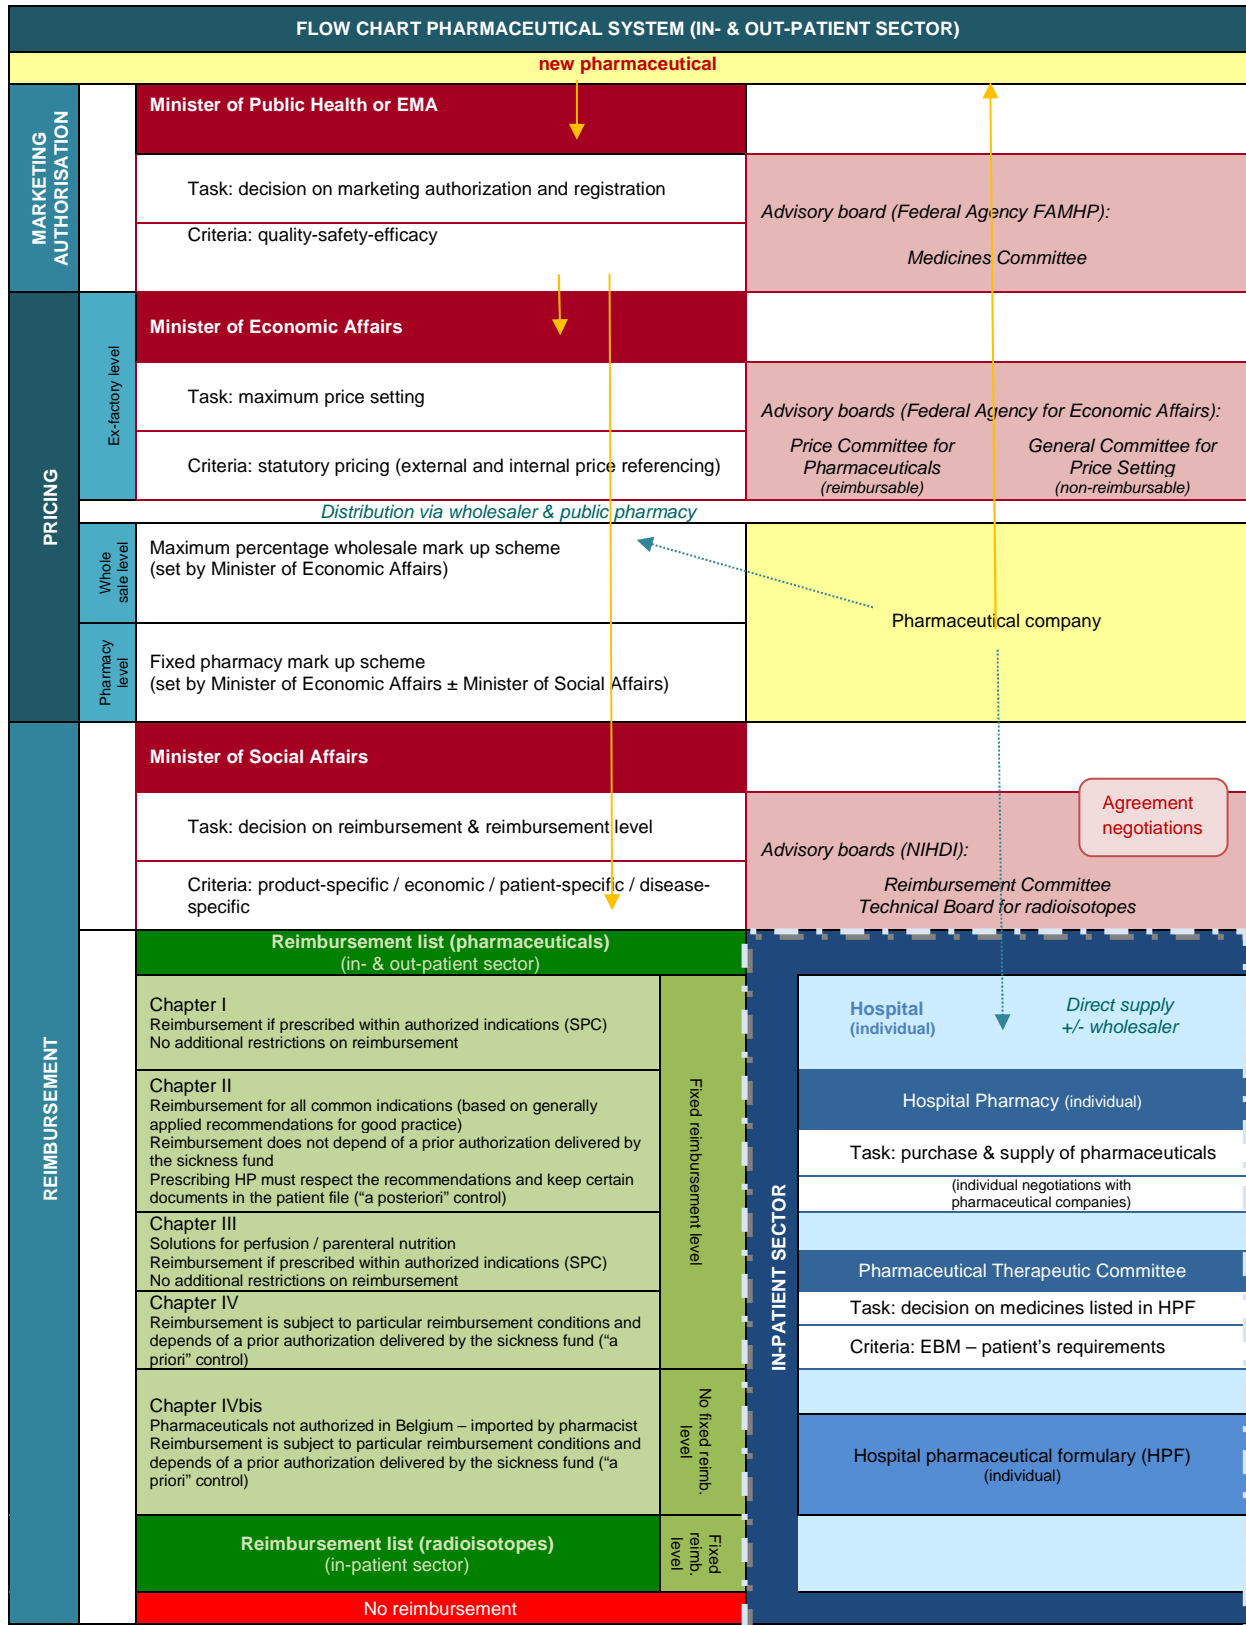 FLOW CHART PHARMACEUTICAL SYSTEM (IN- & OUT-PATIENT SECTOR)
new pharmaceutical
MARKETING
AUTHORISATION
Minister of Public Health or EMA
Task: decision on marketing authorization and registration
Criteria: quality-safety-efficacy
Advisory board (Federal Agency FAMHP):
Medicines Committee
PRICING
Ex-factory level
Minister of Economic Affairs
Task: maximum price setting
Criteria: statutory pricing (external and internal price referencing)
Advisory boards (Federal Agency for Economic Affairs):
Price Committee for
Pharmaceuticals
(reimbursable)
General Committee for
Price Setting
(non-reimbursable)
Distribution via wholesaler & public pharmacy
Whole
sale level
Maximum percentage wholesale mark up scheme
(set by Minister of Economic Affairs)
Pharmacy
level
Fixed pharmacy mark up scheme
(set by Minister of Economic Affairs ± Minister of Social Affairs)
Pharmaceutical company
REIMBURSEMENT
Minister of Social Affairs
Task: decision on reimbursement & reimbursement level
Criteria: product-specific / economic / patient-specific / disease-
specific
Agreement
negotiations
Advisory boards (NIHDI):
Reimbursement Committee
Technical Board for radioisotopes
Reimbursement list (pharmaceuticals)
(in- & out-patient sector)
Chapter I
Reimbursement if prescribed within authorized indications (SPC)
No additional restrictions on reimbursement
Chapter II
Reimbursement for all common indications (based on generally
applied recommendations for good practice)
Reimbursement does not depend of a prior authorization delivered by
the sickness fund
Prescribing HP must respect the recommendations and keep certain
documents in the patient file (“a posteriori” control)
Chapter III
Solutions for perfusion / parenteral nutrition
Reimbursement if prescribed within authorized indications (SPC)
No additional restrictions on reimbursement
Chapter IV
Reimbursement is subject to particular reimbursement conditions and
depends of a prior authorization delivered by the sickness fund (“a
priori” control)
Fixed reimbursement level
Chapter IVbis
Pharmaceuticals not authorized in Belgium – imported by pharmacist
Reimbursement is subject to particular reimbursement conditions and
depends of a prior authorization delivered by the sickness fund (“a
priori” control)
No fixed reimb.
level
Reimbursement list (radioisotopes)
(in-patient sector)
Fixed
reimb.
level
No reimbursement
IN-PATIENT SECTOR
Hospital
(individual)
Direct supply
+/- wholesaler
Hospital Pharmacy (individual)
Task: purchase & supply of pharmaceuticals
(individual negotiations with
pharmaceutical companies)
Pharmaceutical Therapeutic Committee
Task: decision on medicines listed in HPF
Criteria: EBM – patient’s requirements
Hospital pharmaceutical formulary (HPF)
(individual)